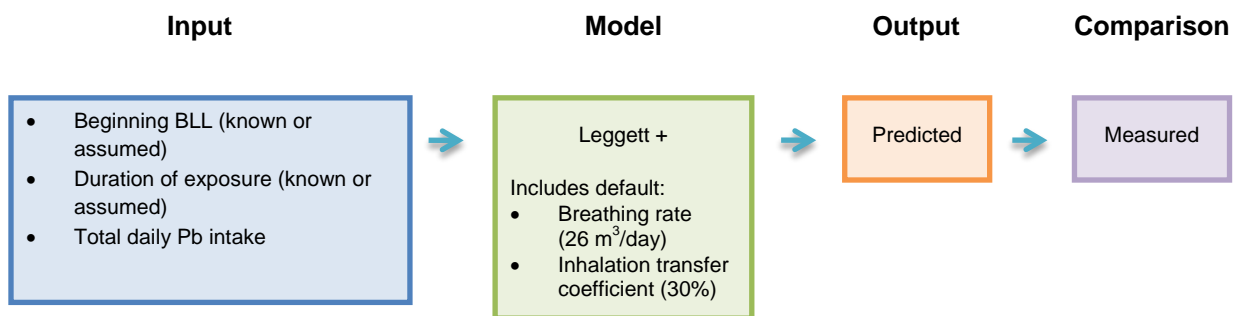 Input
Model
Output
Comparison
• Beginning BLL (known or
assumed)
• Duration of exposure (known or
assumed)
• Total daily Pb intake
Leggett +
Includes default:
• Breathing rate
(26 m³/day)
• Inhalation transfer
coefficient (30%)
Predicted
Measured